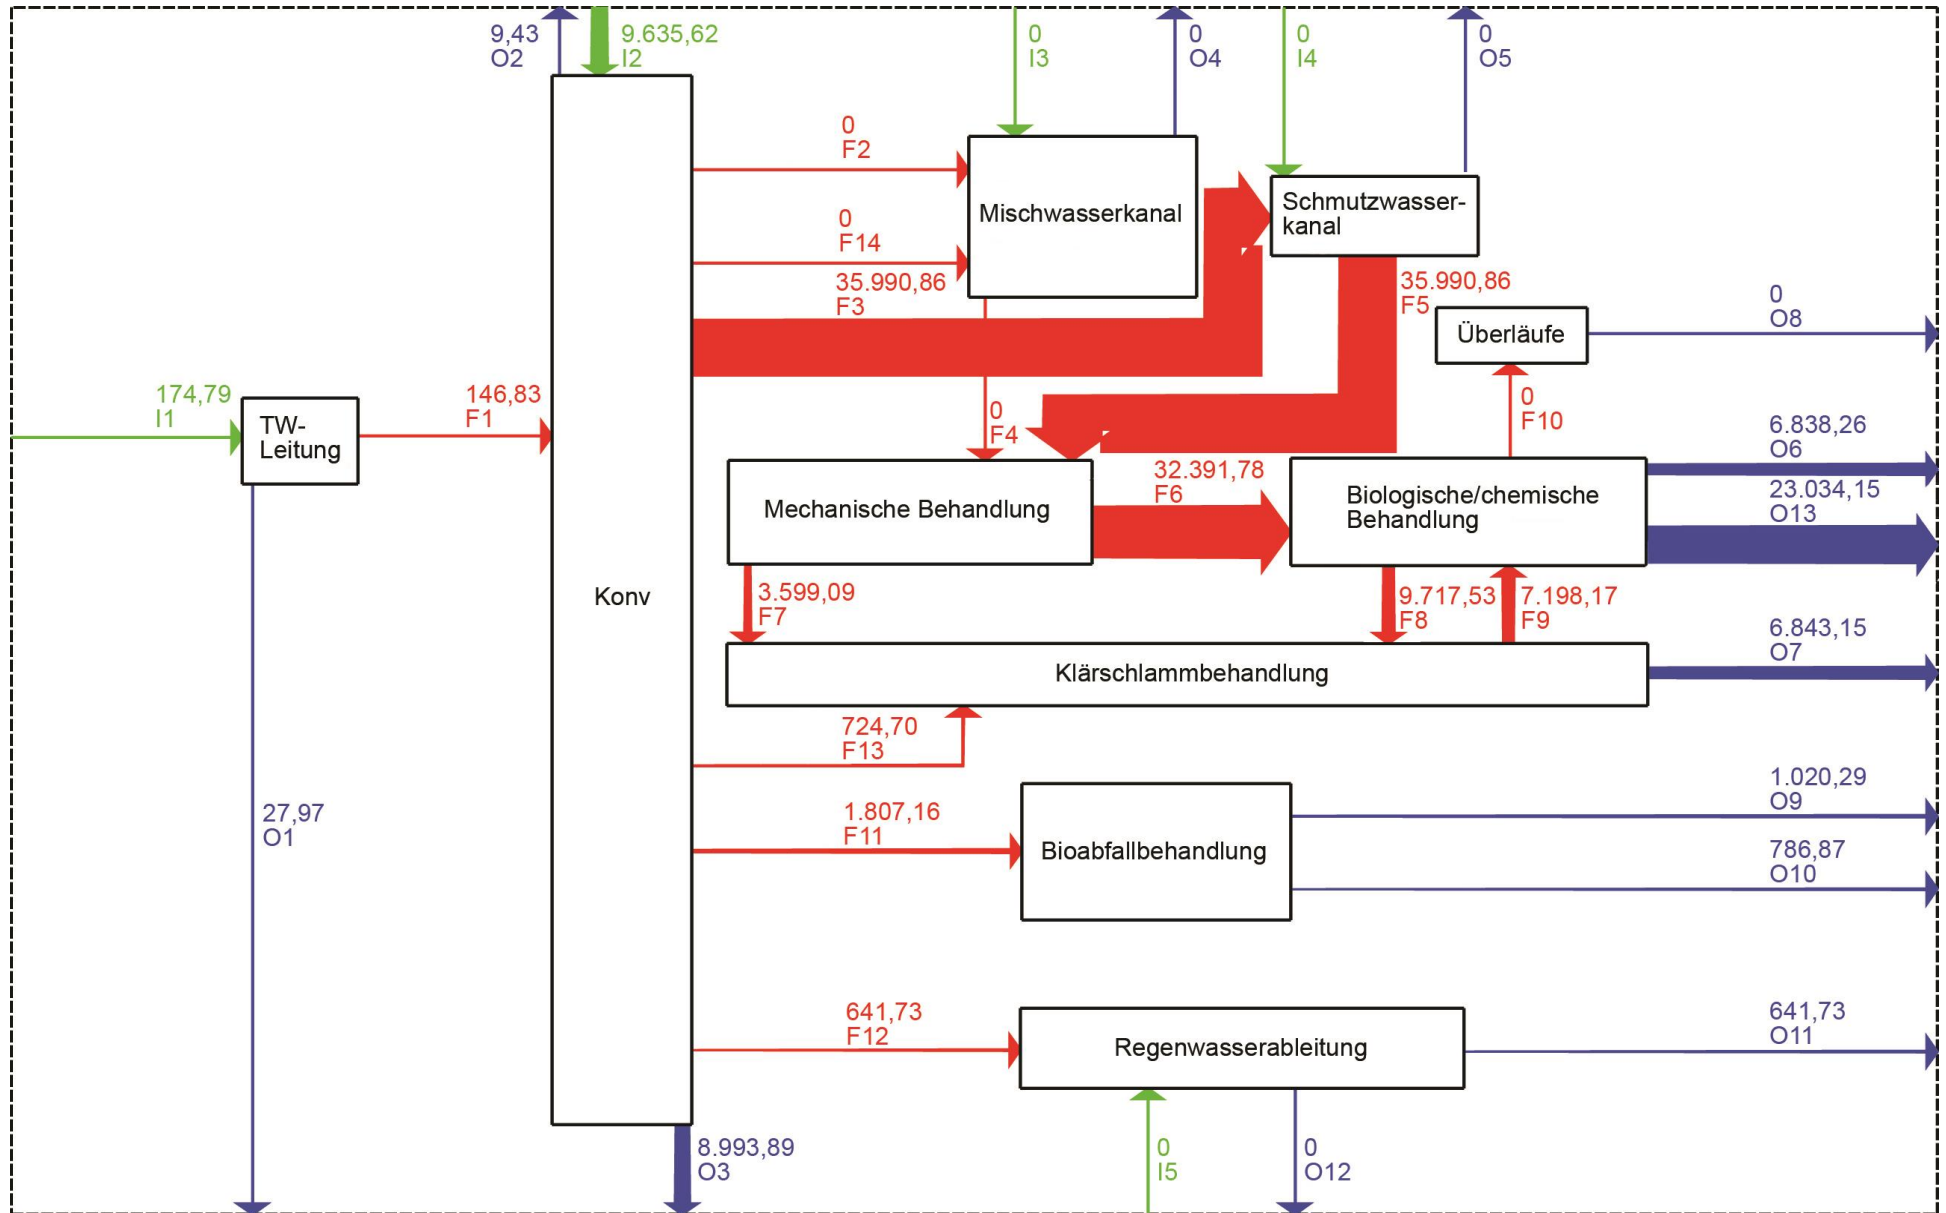 9,43
O2
9.635,62
I2
0
I3
0
O4
0
I4
0
O5
0
F2
Mischwasserkanal
Schmutzwasser-
kanal
0
F14
35.990,86
F3
35.990,86
F5
0
O8
Überläufe
174,79
I1
TW-
Leitung
146,83
F1
0
F4
0
F10
6.838,26
O6
32.391,78
F6
Mechanische Behandlung
Biologische/chemische
Behandlung
23.034,15
O13
Konv
3.599,09
F7
9.717,53
F8
7.198,17
F9
6.843,15
O7
Klärschlammbehandlung
724,70
F13
27,97
O1
1.807,16
F11
Bioabfallbehandlung
1.020,29
O9
786,87
O10
641,73
F12
Regenwasserableitung
641,73
O11
8.993,89
O3
0
I5
0
O12